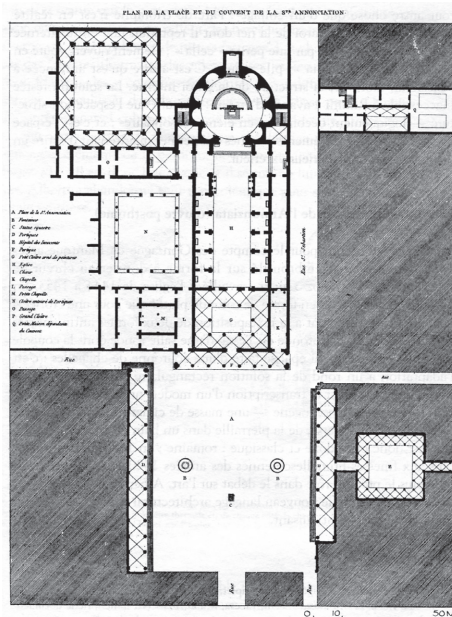 PLAN DE LA PLACE ET DU COUVENT DE LA Sᵀᴱ ANNONCIATION
A Place de la Sᵗᵉ Annonciation
B Fontaines
C Statue équestre
D Portiques
E Hôpital des Innocents
F Portique
G Petit Cloître orné de peintures
H Eglise
I Chœur
K Chapelle
L Passage
M Petite Chapelle
N Cloître entouré de Portiques
O Passage
P Grand Cloître
Q Petite Maison dépendante
du Couvent
P
Q
I
O
N
H
Rue St. Sébastien
M
L
G
K
Rue
F
Rue
A
D
D
E
B
B
C
Rue
Rue
0. 10. 50M